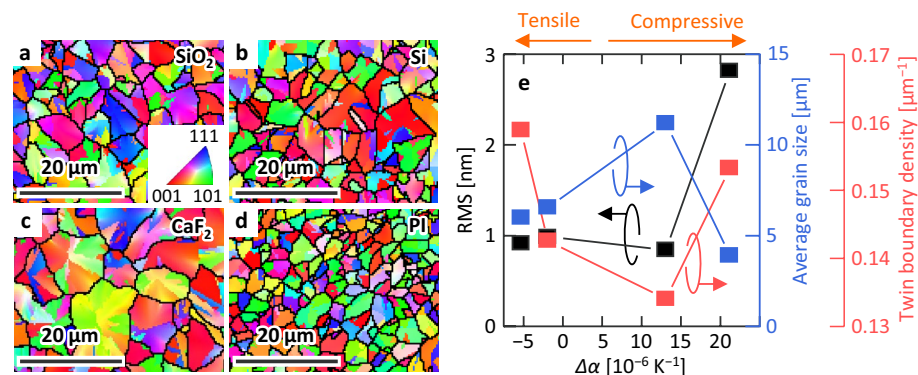 a
SiO₂
111
001
101
20 μm
b
Si
20 μm
c
CaF₂
20 μm
d
PI
20 μm
Tensile
Compressive
e
3
2
1
0
RMS [nm]
−5
0
5
10
15
20
Δα [10⁻⁶ K⁻¹]
15
10
5
0
Average grain size [μm]
0.17
0.16
0.15
0.14
0.13
Twin boundary density [μm⁻¹]